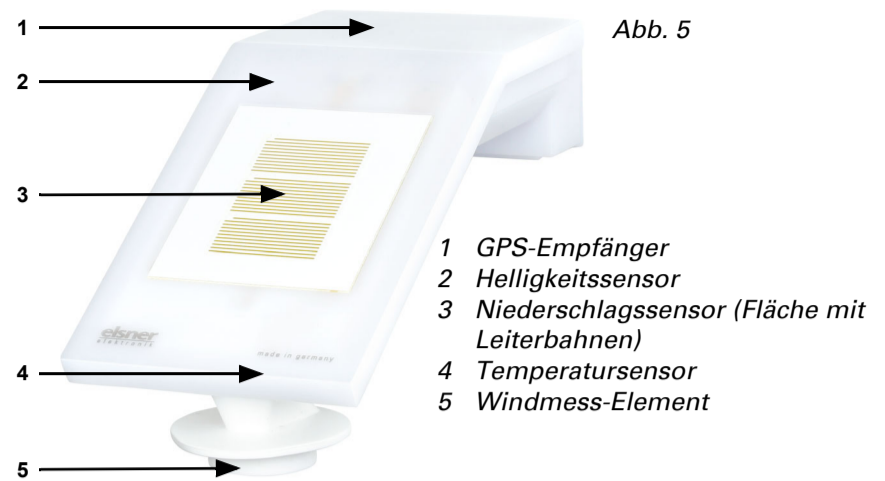 Abb. 5
1
2
3
4
5
elsner
elektronik
made in germany
1 GPS-Empfänger
2 Helligkeitssensor
3 Niederschlagssensor (Fläche mit
Leiterbahnen)
4 Temperatursensor
5 Windmess-Element